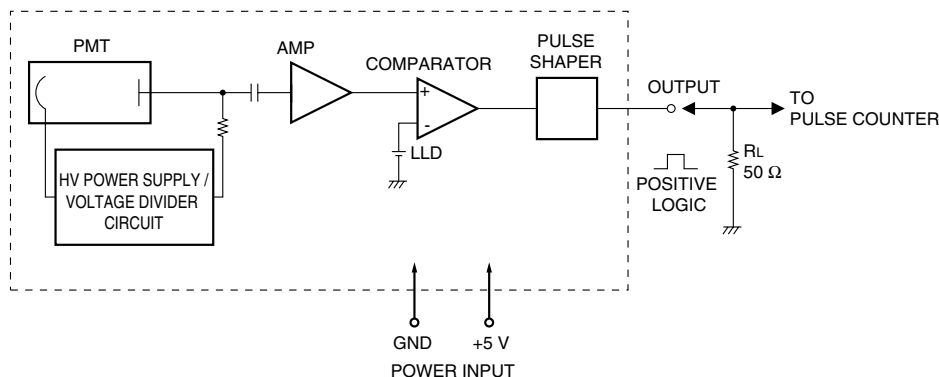 PMT
AMP
COMPARATOR
PULSE
SHAPER
OUTPUT
TO
PULSE COUNTER
+
-
LLD
HV POWER SUPPLY /
VOLTAGE DIVIDER
CIRCUIT
POSITIVE
LOGIC
RL
50 Ω
GND
+5 V
POWER INPUT